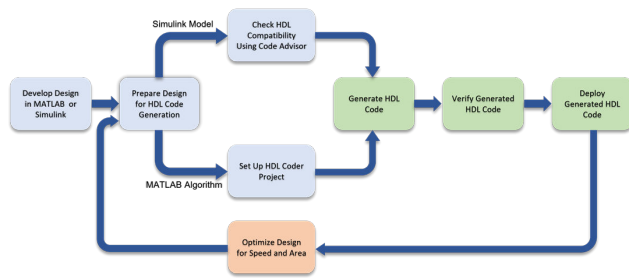 Simulink Model
Check HDL
Compatibility
Using Code Advisor
Develop Design
in MATLAB or
Simulink
Prepare Design
for HDL Code
Generation
Generate HDL
Code
Verify Generated
HDL Code
Deploy
Generated HDL
Code
MATLAB Algorithm
Set Up HDL Coder
Project
Optimize Design
for Speed and Area